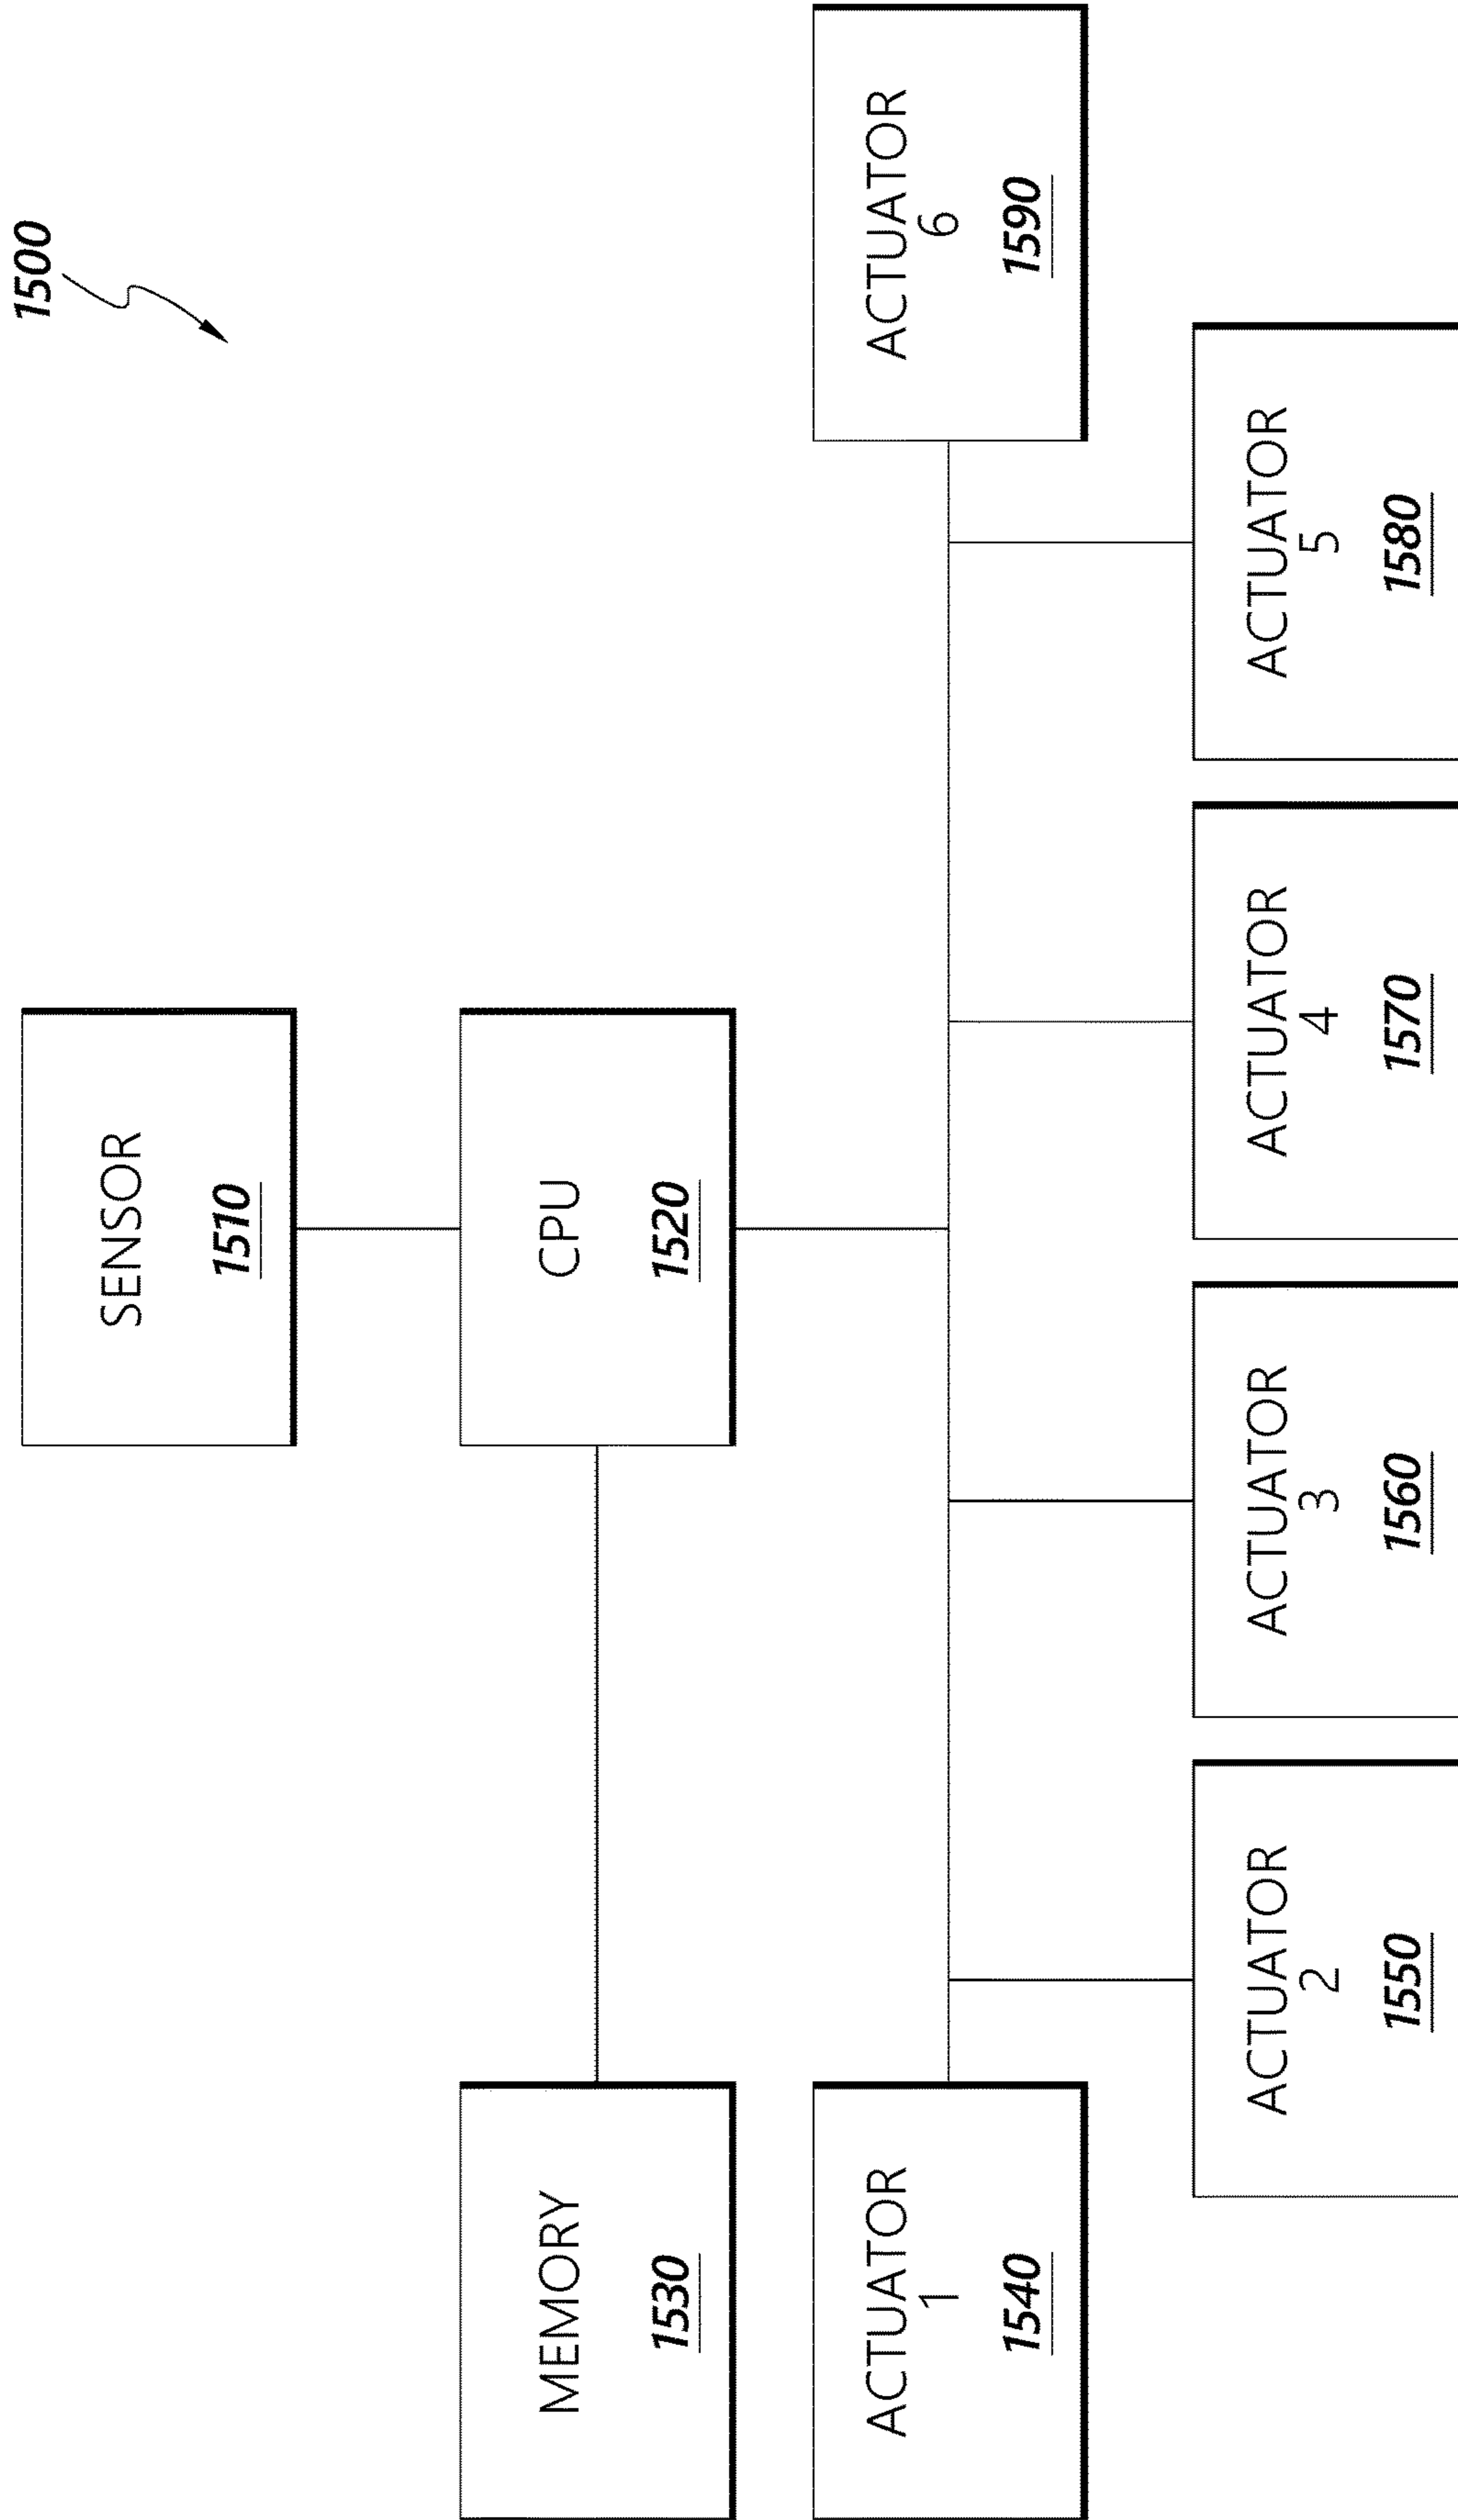 1500
SENSOR
1510
MEMORY
1530
CPU
1520
ACTUATOR
1
1540
ACTUATOR
6
1590
ACTUATOR
2
1550
ACTUATOR
3
1560
ACTUATOR
4
1570
ACTUATOR
5
1580